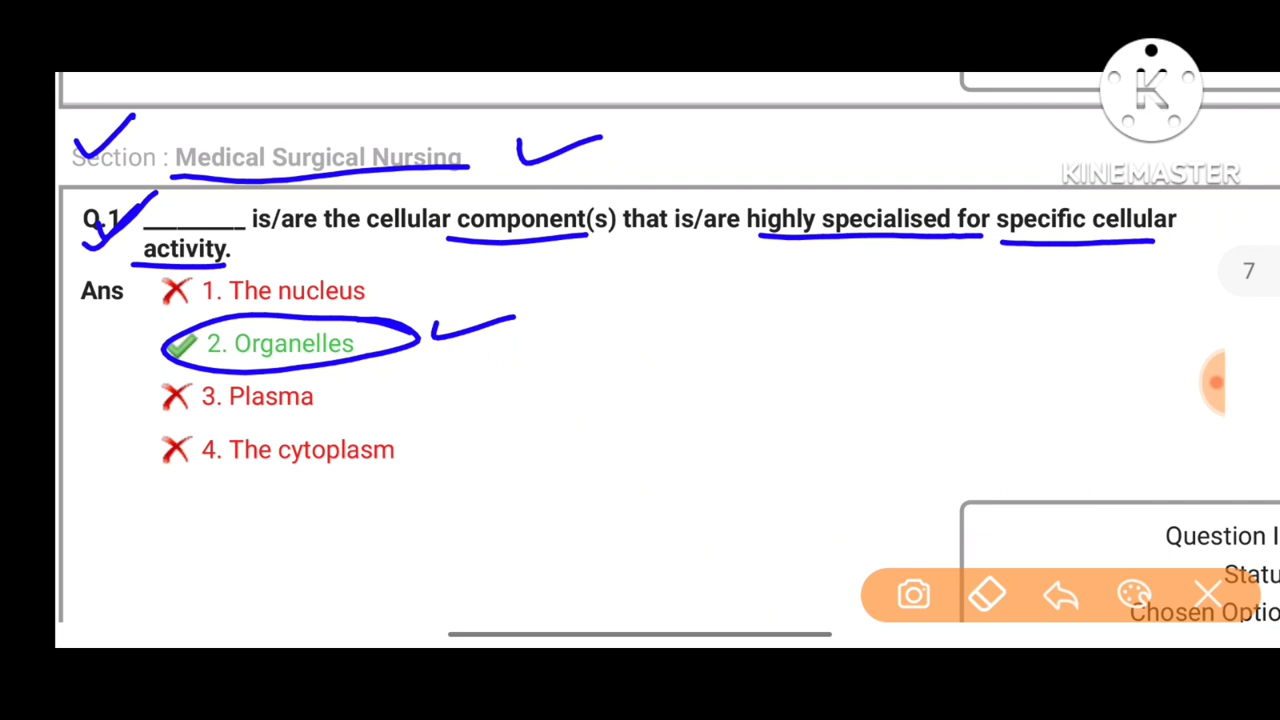 K
KINEMASTER
Section : Medical Surgical Nursing
Q.1 ________ is/are the cellular component(s) that is/are highly specialised for specific cellular
activity.
7
Ans 1. The nucleus
2. Organelles
3. Plasma
4. The cytoplasm
Question I
Statu
Chosen Optio